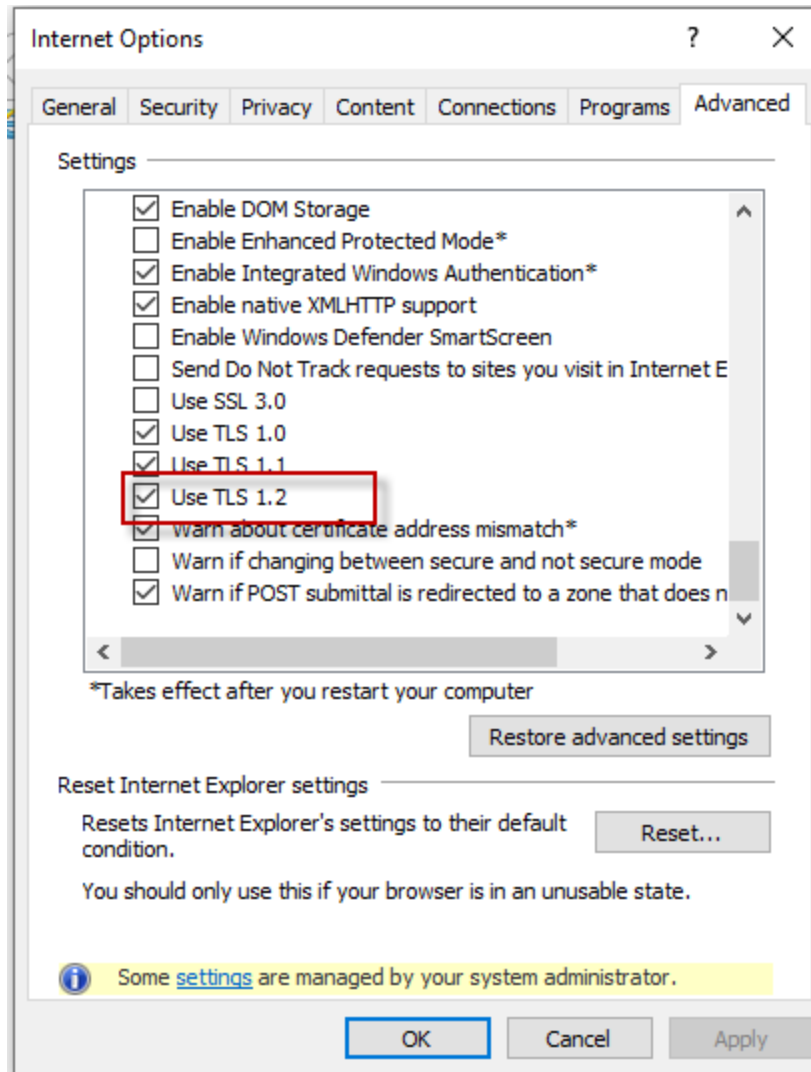 Internet Options
General Security Privacy Content Connections Programs Advanced
Settings
Enable DOM Storage
Enable Enhanced Protected Mode*
Enable Integrated Windows Authentication*
Enable native XMLHTTP support
Enable Windows Defender SmartScreen
Send Do Not Track requests to sites you visit in Internet E
Use SSL 3.0
Use TLS 1.0
Use TLS 1.1
Use TLS 1.2
Warn about certificate address mismatch*
Warn if changing between secure and not secure mode
Warn if POST submittal is redirected to a zone that does n
*Takes effect after you restart your computer
Restore advanced settings
Reset Internet Explorer settings
Resets Internet Explorer's settings to their default
condition.
Reset...
You should only use this if your browser is in an unusable state.
Some settings are managed by your system administrator.
OK Cancel Apply